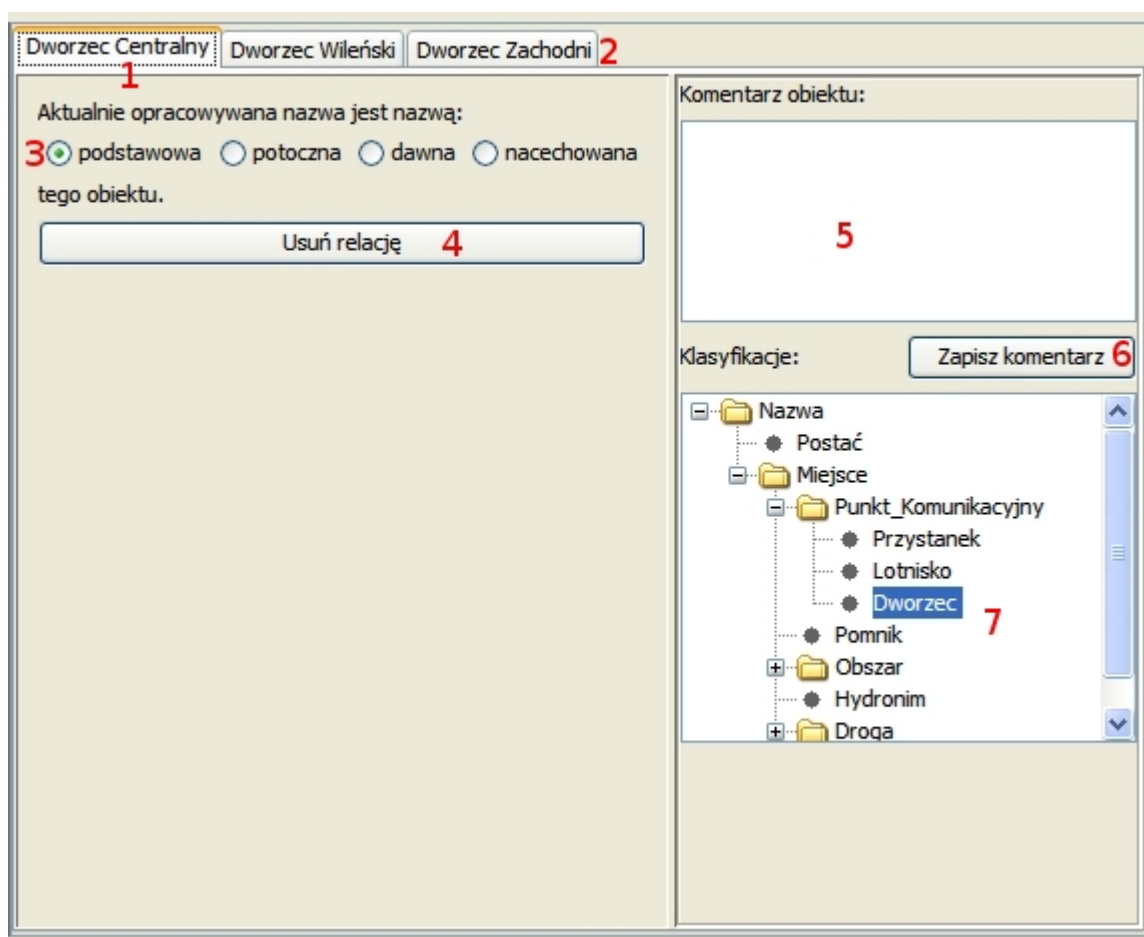 Dworzec Centralny Dworzec Wileński Dworzec Zachodni 2
1
Aktualnie opracowywana nazwa jest nazwą:
3 podstawowa potoczna dawna nacechowana
tego obiektu.
Usuń relację 4
Komentarz obiektu:
5
Klasyfikacje: Zapisz komentarz 6
Nazwa
Postać
Miejsce
Punkt_Komunikacyjny
Przystanek
Lotnisko
Dworzec 7
Pomnik
Obszar
Hydronim
Droga